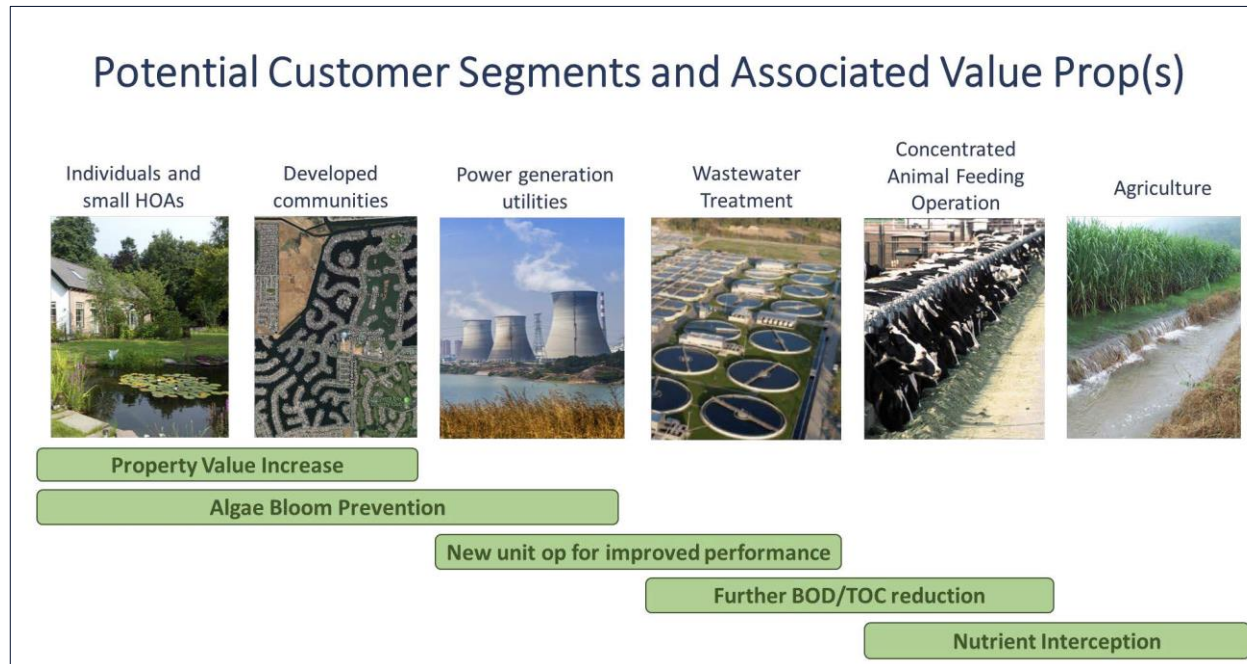 Potential Customer Segments and Associated Value Prop(s)
Individuals and
small HOAs
Developed
communities
Power generation
utilities
Wastewater
Treatment
Concentrated
Animal Feeding
Operation
Agriculture
Property Value Increase
Algae Bloom Prevention
New unit op for improved performance
Further BOD/TOC reduction
Nutrient Interception